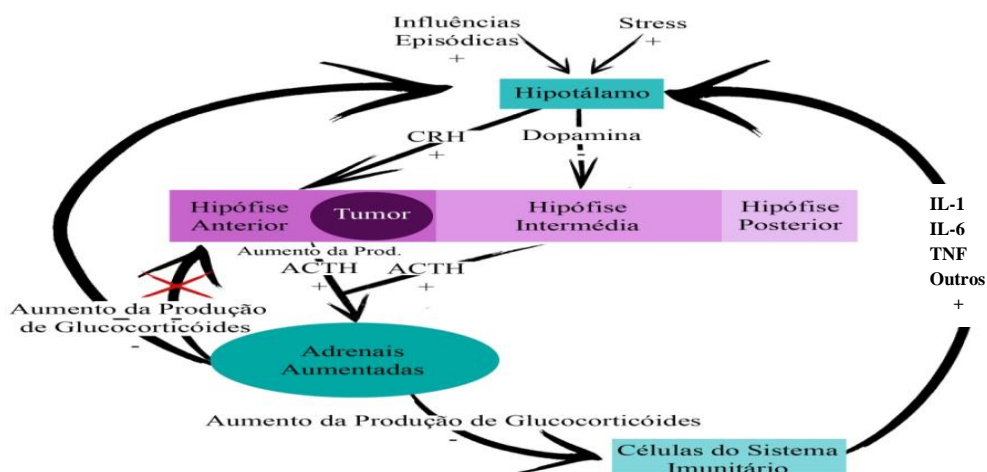 Influências
Episódicas
+
Stress
+
Hipotálamo
CRH
+
Dopamina
-
Hipófise
Anterior
Tumor
Hipófise
Intermédia
Hipófise
Posterior
IL-1
IL-6
TNF
Outros
+
Aumento da Prod.
ACTH
+
ACTH
+
Aumento da Produção
de Glucocorticóides
-
-
-
Adrenais
Aumentadas
Aumento da Produção de Glucocorticóides
-
Células do Sistema
Imunitário